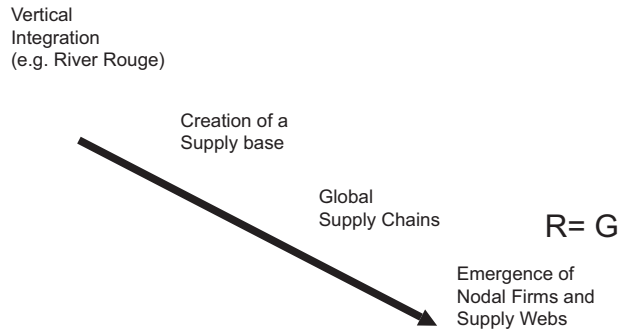 Vertical
Integration
(e.g. River Rouge)
Creation of a
Supply base
Global
Supply Chains
R= G
Emergence of
Nodal Firms and
Supply Webs